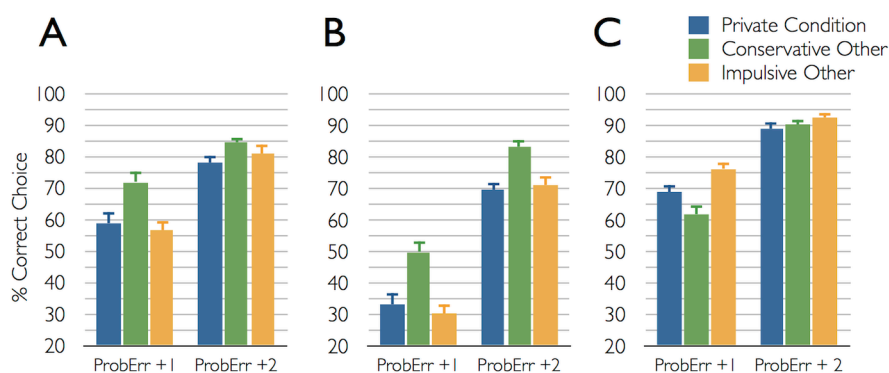 A
B
C
Private Condition
Conservative Other
Impulsive Other
% Correct Choice
100
90
80
70
60
50
40
30
20
ProbErr +1
ProbErr +2
100
90
80
70
60
50
40
30
20
ProbErr +1
ProbErr +2
100
90
80
70
60
50
40
30
20
ProbErr +1
ProbErr + 2